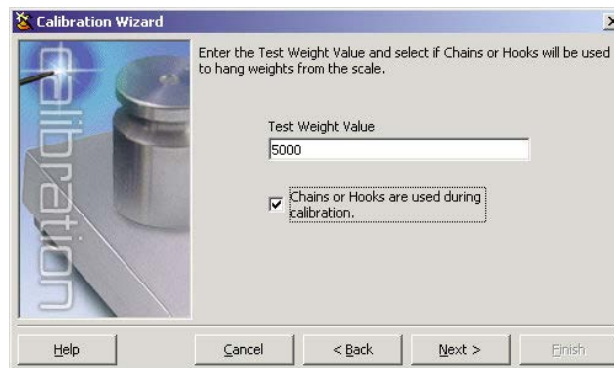 Calibration Wizard
Enter the Test Weight Value and select if Chains or Hooks will be used
to hang weights from the scale.
Calibration
Test Weight Value
5000
Chains or Hooks are used during
calibration.
Help
Cancel
< Back
Next >
Finish